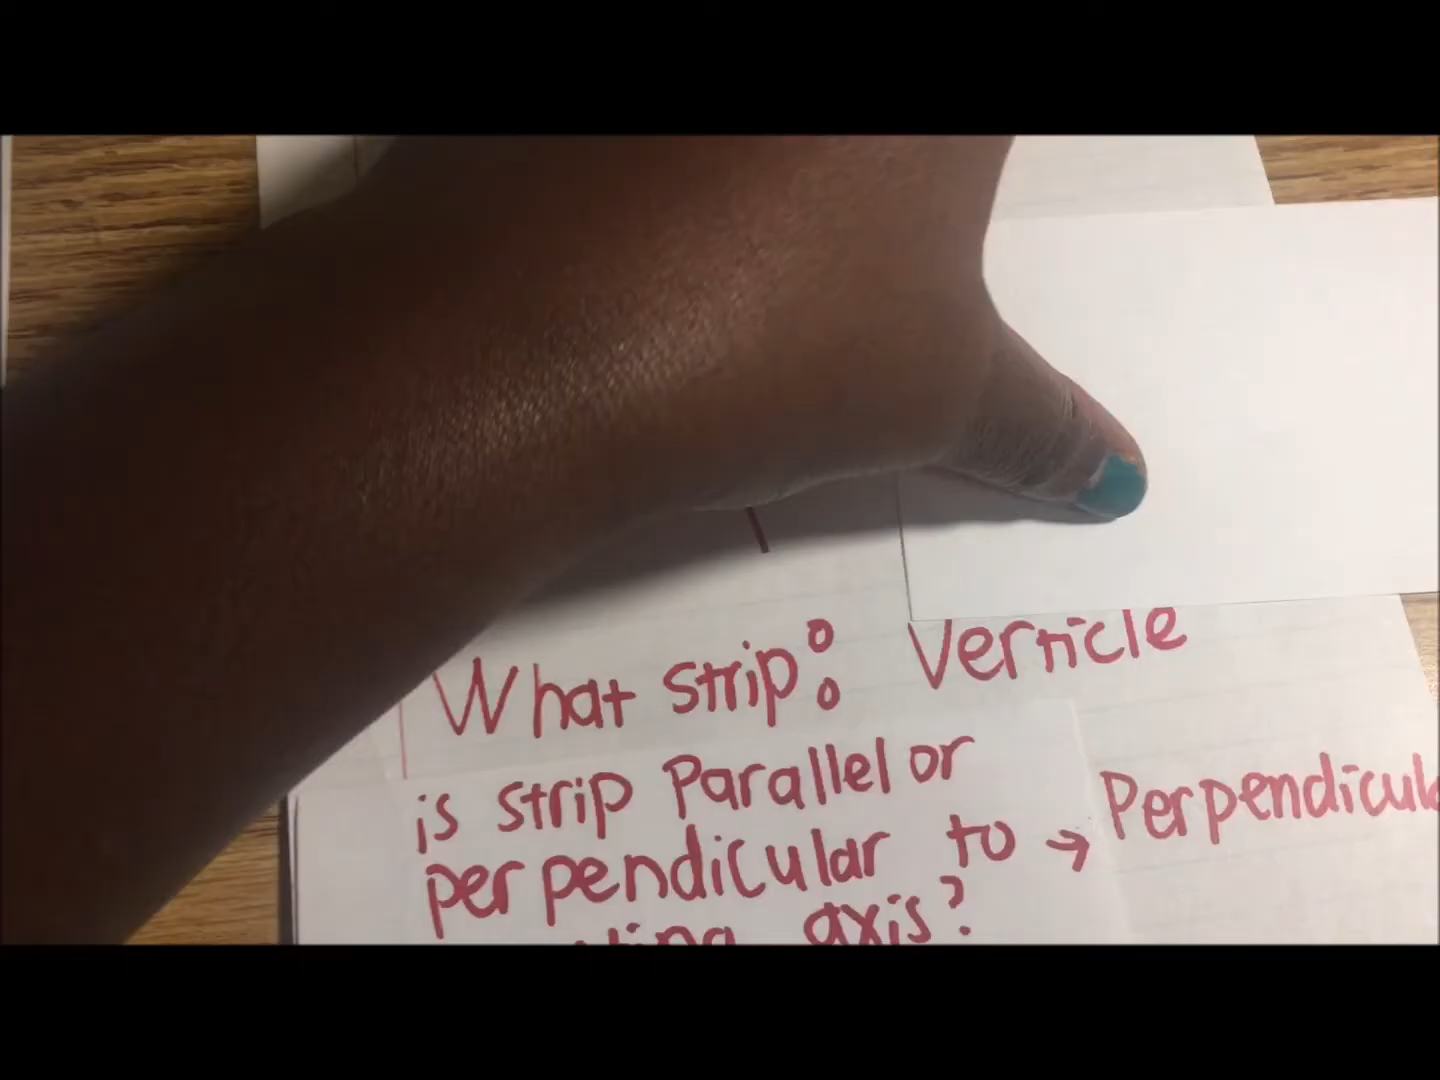 What strip: Verticle
is strip Parallel or
perpendicular to → Perpendicul
axis?